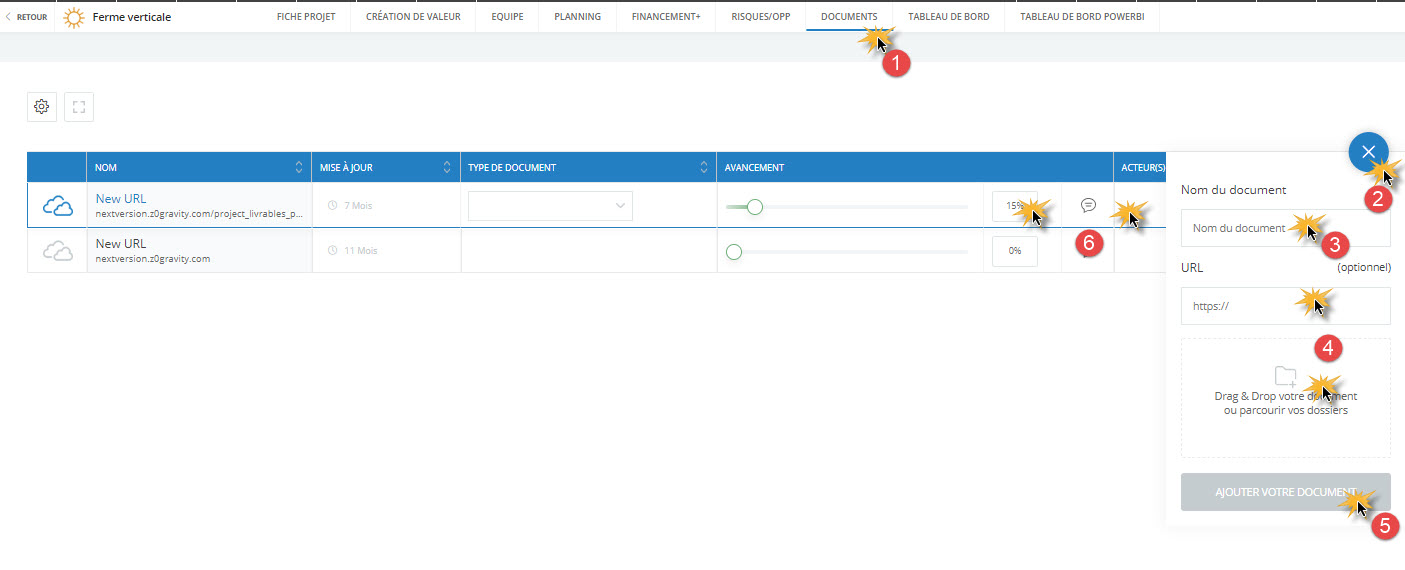 RETOUR
Ferme verticale
FICHE PROJET
CRÉATION DE VALEUR
EQUIPE
PLANNING
FINANCEMENT+
RISQUES/OPP
DOCUMENTS
TABLEAU DE BORD
TABLEAU DE BORD POWERBI
1
NOM
MISE À JOUR
TYPE DE DOCUMENT
AVANCEMENT
ACTEUR(S)
New URL
nextversion.z0gravity.com/project_livrables_p...
7 Mois
15%
6
New URL
nextversion.z0gravity.com
11 Mois
0%
2
Nom du document
Nom du document
3
URL
(optionnel)
https://
4
Drag & Drop votre document
ou parcourir vos dossiers
AJOUTER VOTRE DOCUMENT
5